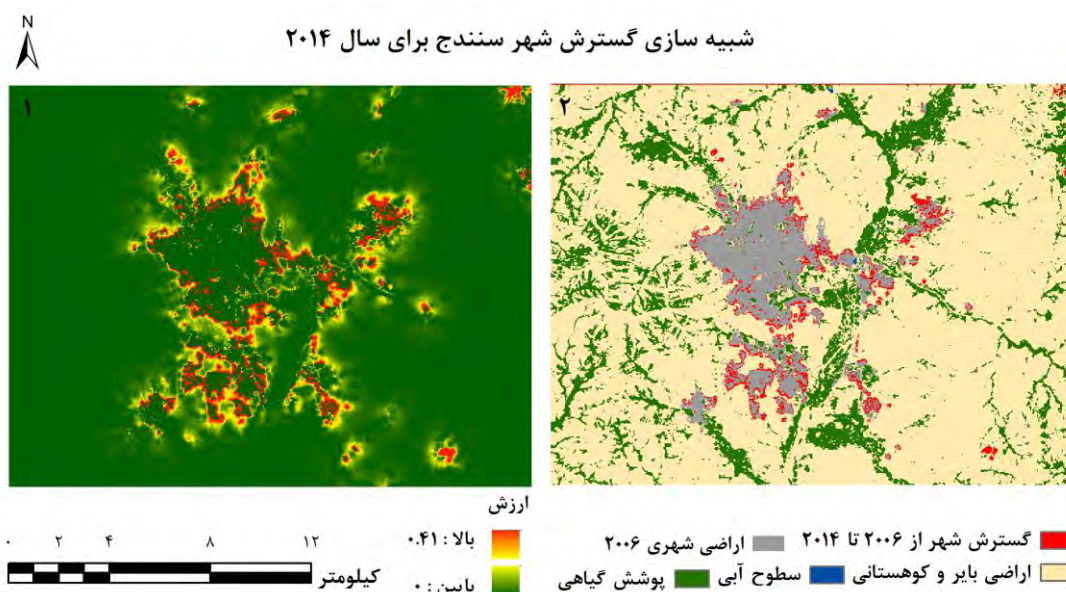 N
شبیه سازی گسترش شهر سنندج برای سال ۲۰۱۴
۱
۲
ارزش
بالا : ۰.۴۱
پایین : ۰
۰ ۲ ۴ ۸ ۱۲
کیلومتر
گسترش شهر از ۲۰۰۶ تا ۲۰۱۴
اراضی شهری ۲۰۰۶
اراضی بایر و کوهستانی
سطوح آبی
پوشش گیاهی